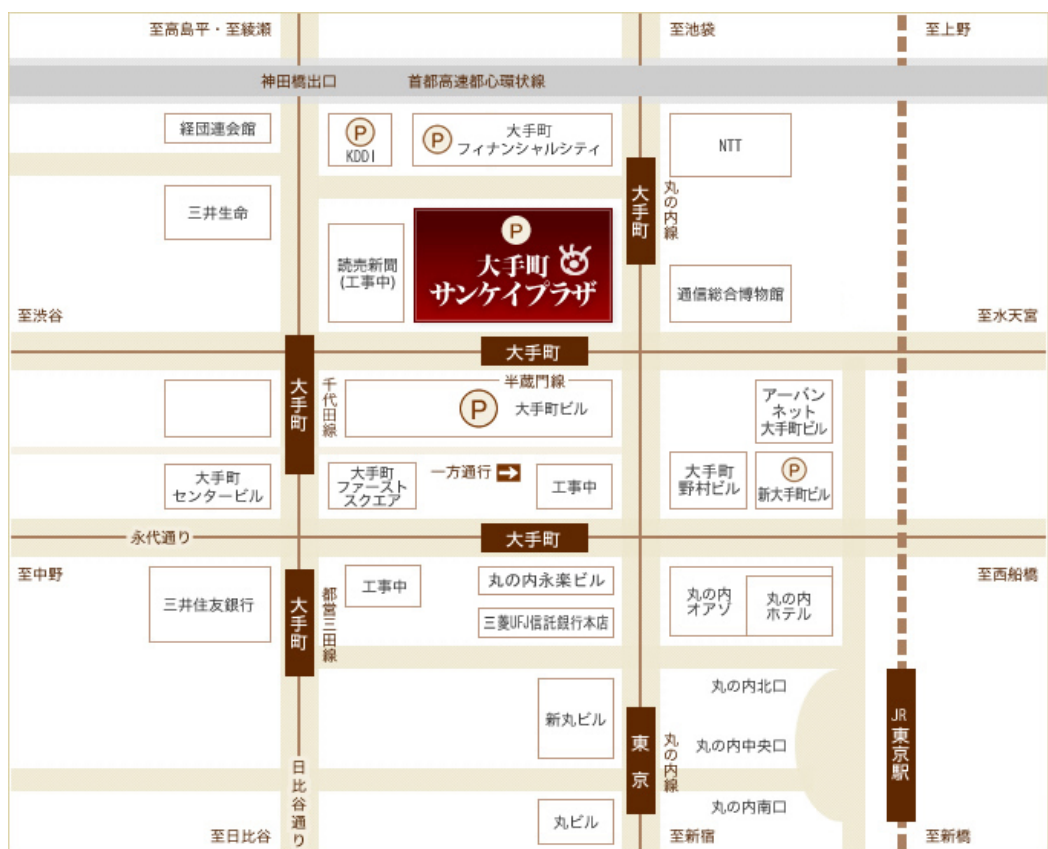 至高島平・至綾瀬
至池袋
至上野
神田橋出口
首都高速都心環状線
経団連会館
P
KDDI
P
大手町
フィナンシャルシティ
NTT
三井生命
大手町
丸の内線
読売新聞
(工事中)
P
大手町
サンケイプラザ
通信総合博物館
至渋谷
至水天宮
大手町
大手町
千代田線
半蔵門線
P
大手町ビル
アーバン
ネット
大手町ビル
大手町
センタービル
大手町
ファースト
スクエア
一方通行
工事中
大手町
野村ビル
P
新大手町ビル
永代通り
大手町
至中野
至西船橋
三井住友銀行
大手町
都営三田線
工事中
丸の内永楽ビル
三菱UFJ信託銀行本店
丸の内
オアゾ
丸の内
ホテル
丸の内北口
新丸ビル
東京
丸の内線
丸の内中央口
JR東京駅
日比谷通り
丸の内南口
丸ビル
至日比谷
至新宿
至新橋